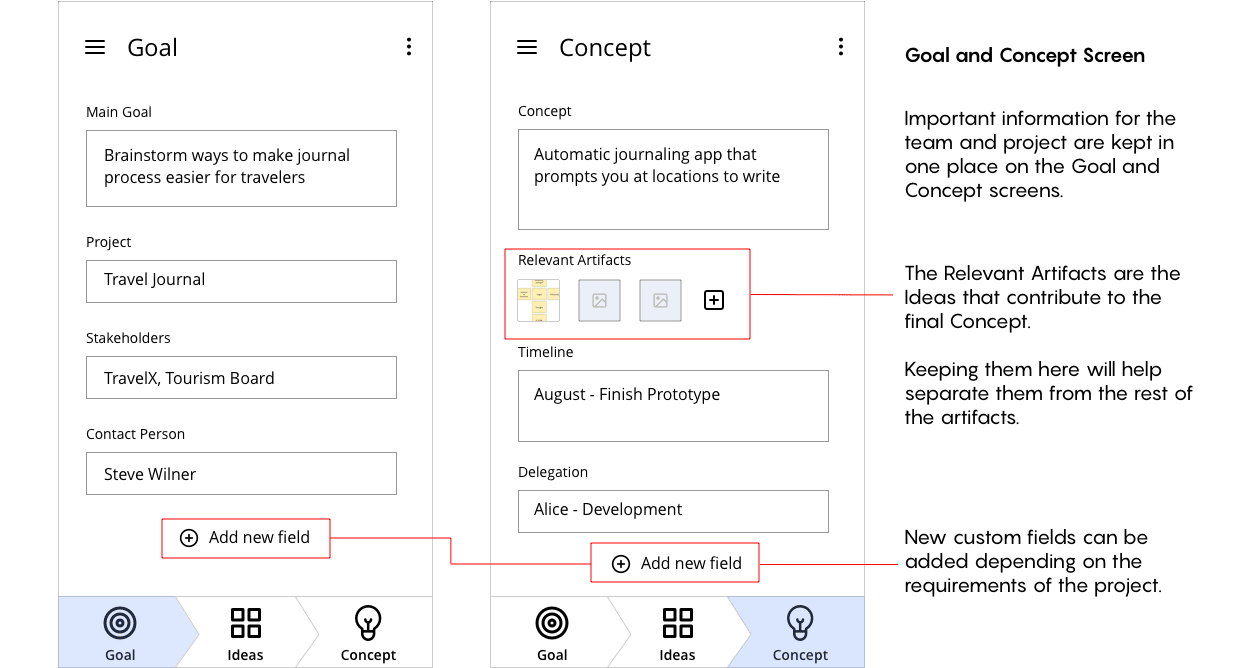 Goal
Main Goal
Brainstorm ways to make journal
process easier for travelers
Project
Travel Journal
Stakeholders
TravelX, Tourism Board
Contact Person
Steve Wilner
Add new field
Goal
Ideas
Concept
Concept
Concept
Automatic journaling app that
prompts you at locations to write
Relevant Artifacts
Timeline
August - Finish Prototype
Delegation
Alice - Development
Add new field
Goal
Ideas
Concept
Goal and Concept Screen
Important information for the
team and project are kept in
one place on the Goal and
Concept screens.
The Relevant Artifacts are the
Ideas that contribute to the
final Concept.
Keeping them here will help
separate them from the rest of
the artifacts.
New custom fields can be
added depending on the
requirements of the project.